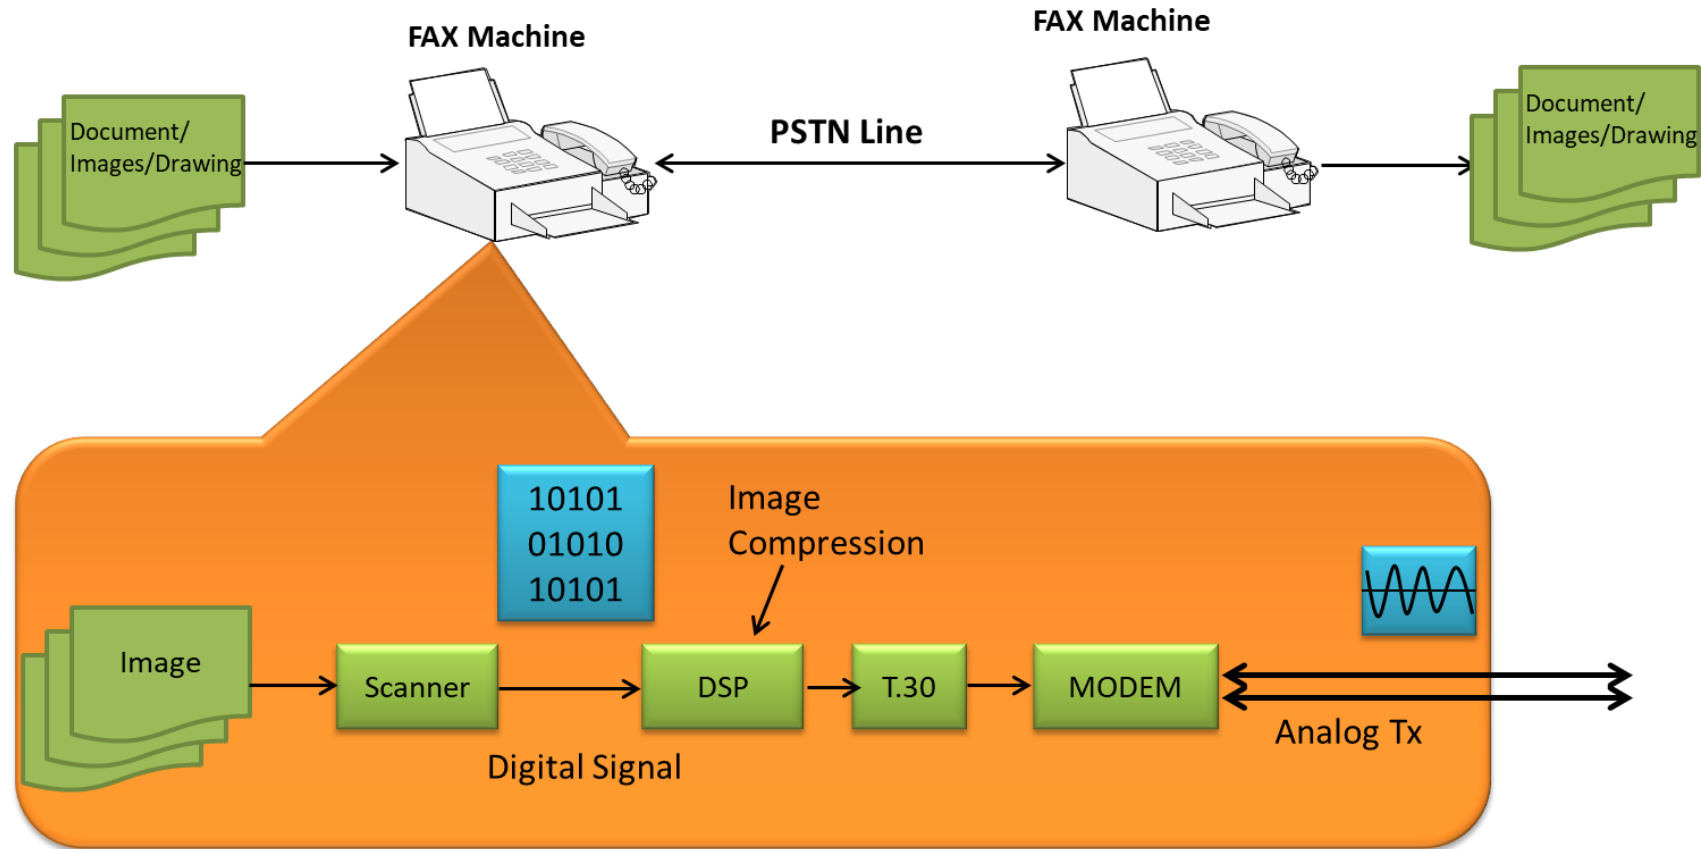 FAX Machine
FAX Machine
Document/
Images/Drawing
PSTN Line
Document/
Images/Drawing
10101
01010
10101
Image
Compression
Image
Scanner
DSP
T.30
MODEM
Digital Signal
Analog Tx